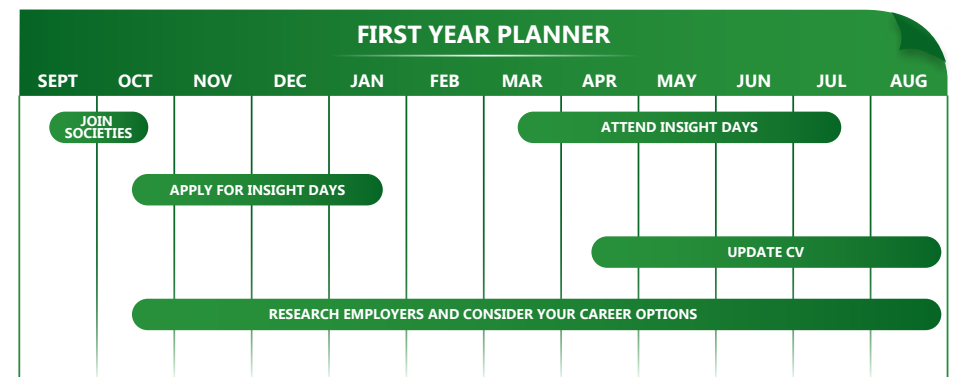 FIRST YEAR PLANNER
SEPT OCT NOV DEC JAN FEB MAR APR MAY JUN JUL AUG
JOIN
SOCIETIES
ATTEND INSIGHT DAYS
APPLY FOR INSIGHT DAYS
UPDATE CV
RESEARCH EMPLOYERS AND CONSIDER YOUR CAREER OPTIONS